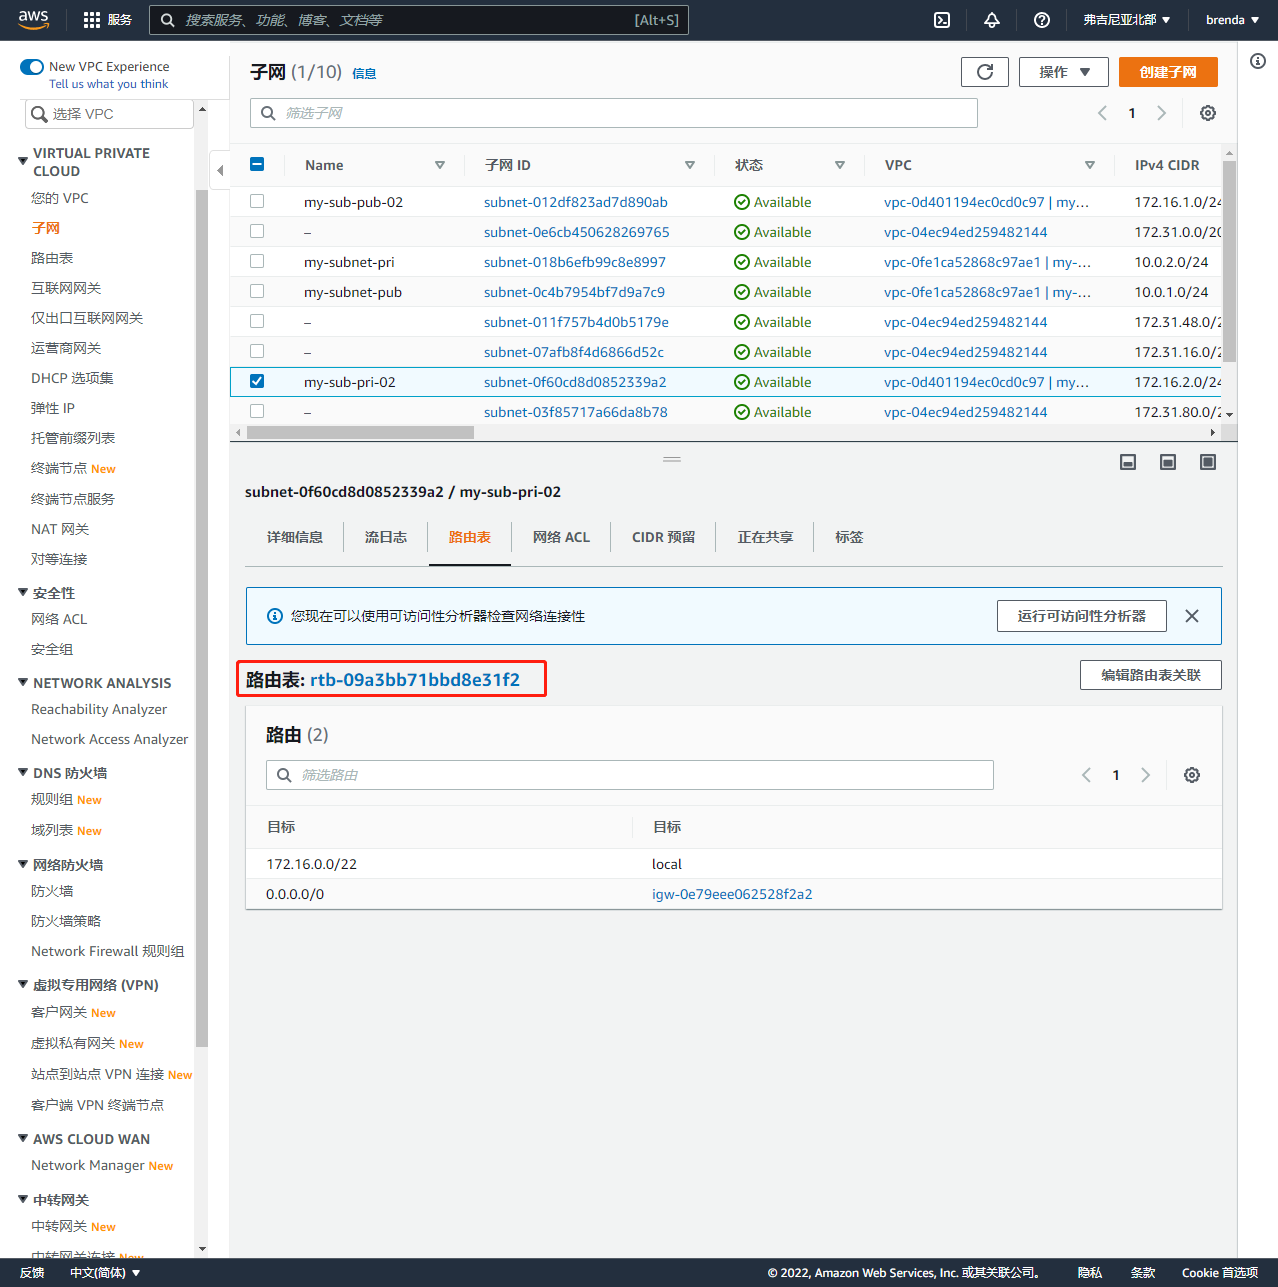 aws 服务 搜索服务、功能、博客、文档等 [Alt+S] 弗吉尼亚北部 brenda
New VPC Experience
Tell us what you think
选择 VPC
VIRTUAL PRIVATE CLOUD
您的 VPC
子网
路由表
互联网网关
仅出口互联网网关
运营商网关
DHCP 选项集
弹性 IP
托管前缀列表
终端节点 New
终端节点服务
NAT 网关
对等连接
安全性
网络 ACL
安全组
NETWORK ANALYSIS
Reachability Analyzer
Network Access Analyzer
DNS 防火墙
规则组 New
域列表 New
网络防火墙
防火墙
防火墙策略
Network Firewall 规则组
虚拟专用网络 (VPN)
客户网关 New
虚拟私有网关 New
站点到站点 VPN 连接 New
客户端 VPN 终端节点
AWS CLOUD WAN
Network Manager New
中转网关
中转网关 New
中转网关连接 New
子网 (1/10) 信息
操作 创建子网
筛选子网
1
Name 子网 ID 状态 VPC IPv4 CIDR
my-sub-pub-02 subnet-012df823ad7d890ab Available vpc-0d401194ec0cd0c97 | my... 172.16.1.0/24
– subnet-0e6cb450628269765 Available vpc-04ec94ed259482144 172.31.0.0/20
my-subnet-pri subnet-018b6efb99c8e8997 Available vpc-0fe1ca52868c97ae1 | my-... 10.0.2.0/24
my-subnet-pub subnet-0c4b7954bf7d9a7c9 Available vpc-0fe1ca52868c97ae1 | my-... 10.0.1.0/24
– subnet-011f757b4d0b5179e Available vpc-04ec94ed259482144 172.31.48.0/2
– subnet-07afb8f4d6866d52c Available vpc-04ec94ed259482144 172.31.16.0/2
my-sub-pri-02 subnet-0f60cd8d0852339a2 Available vpc-0d401194ec0cd0c97 | my... 172.16.2.0/24
– subnet-03f85717a66da8b78 Available vpc-04ec94ed259482144 172.31.80.0/2
subnet-0f60cd8d0852339a2 / my-sub-pri-02
详细信息 流日志 路由表 网络 ACL CIDR 预留 正在共享 标签
您现在可以使用可访问性分析器检查网络连接性 运行可访问性分析器
路由表: rtb-09a3bb71bbd8e31f2 编辑路由表关联
路由 (2)
筛选路由 1
目标 目标
172.16.0.0/22 local
0.0.0.0/0 igw-0e79eee062528f2a2
反馈 中文(简体) © 2022, Amazon Web Services, Inc. 或其关联公司。 隐私 条款 Cookie 首选项